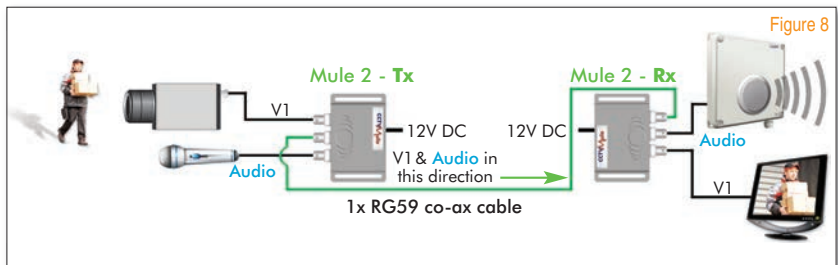 Figure 8
Mule 2 - Tx
Mule 2 - Rx
V1
12V DC
12V DC
Audio
Audio
V1 & Audio in
this direction
V1
1x RG59 co-ax cable